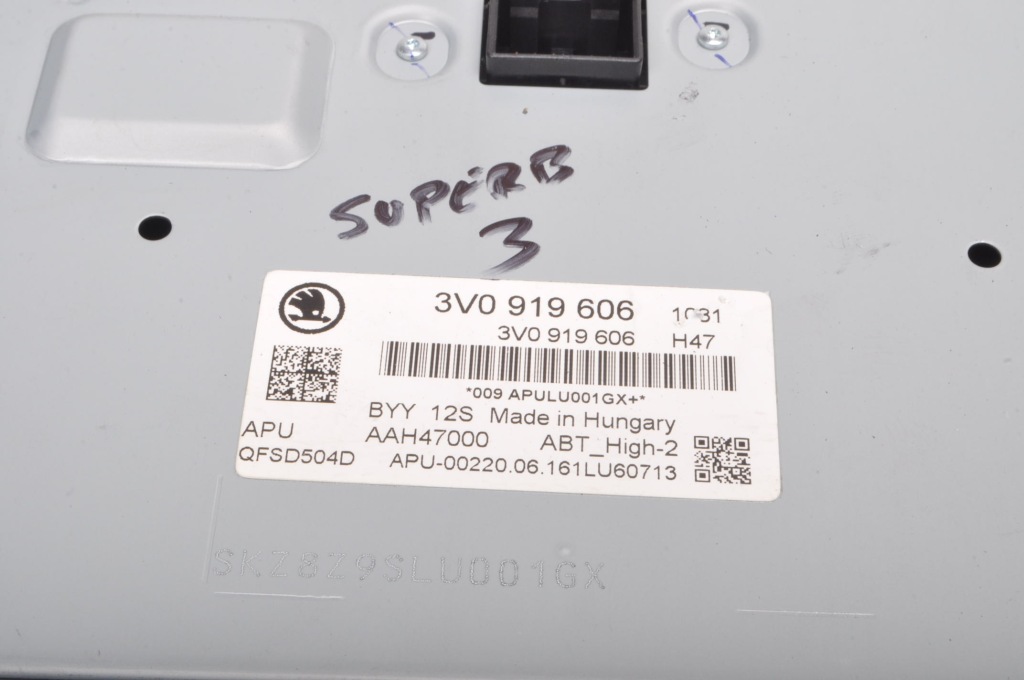 SUPERB
3
3V0 919 606
3V0 919 606 H47
*009 APULU001GX+*
BYY 12S Made in Hungary
APU AAH47000 ABT_High-2
QFSD504D APU-00220.06.161LU60713
SKZ8Z9SLU001GX